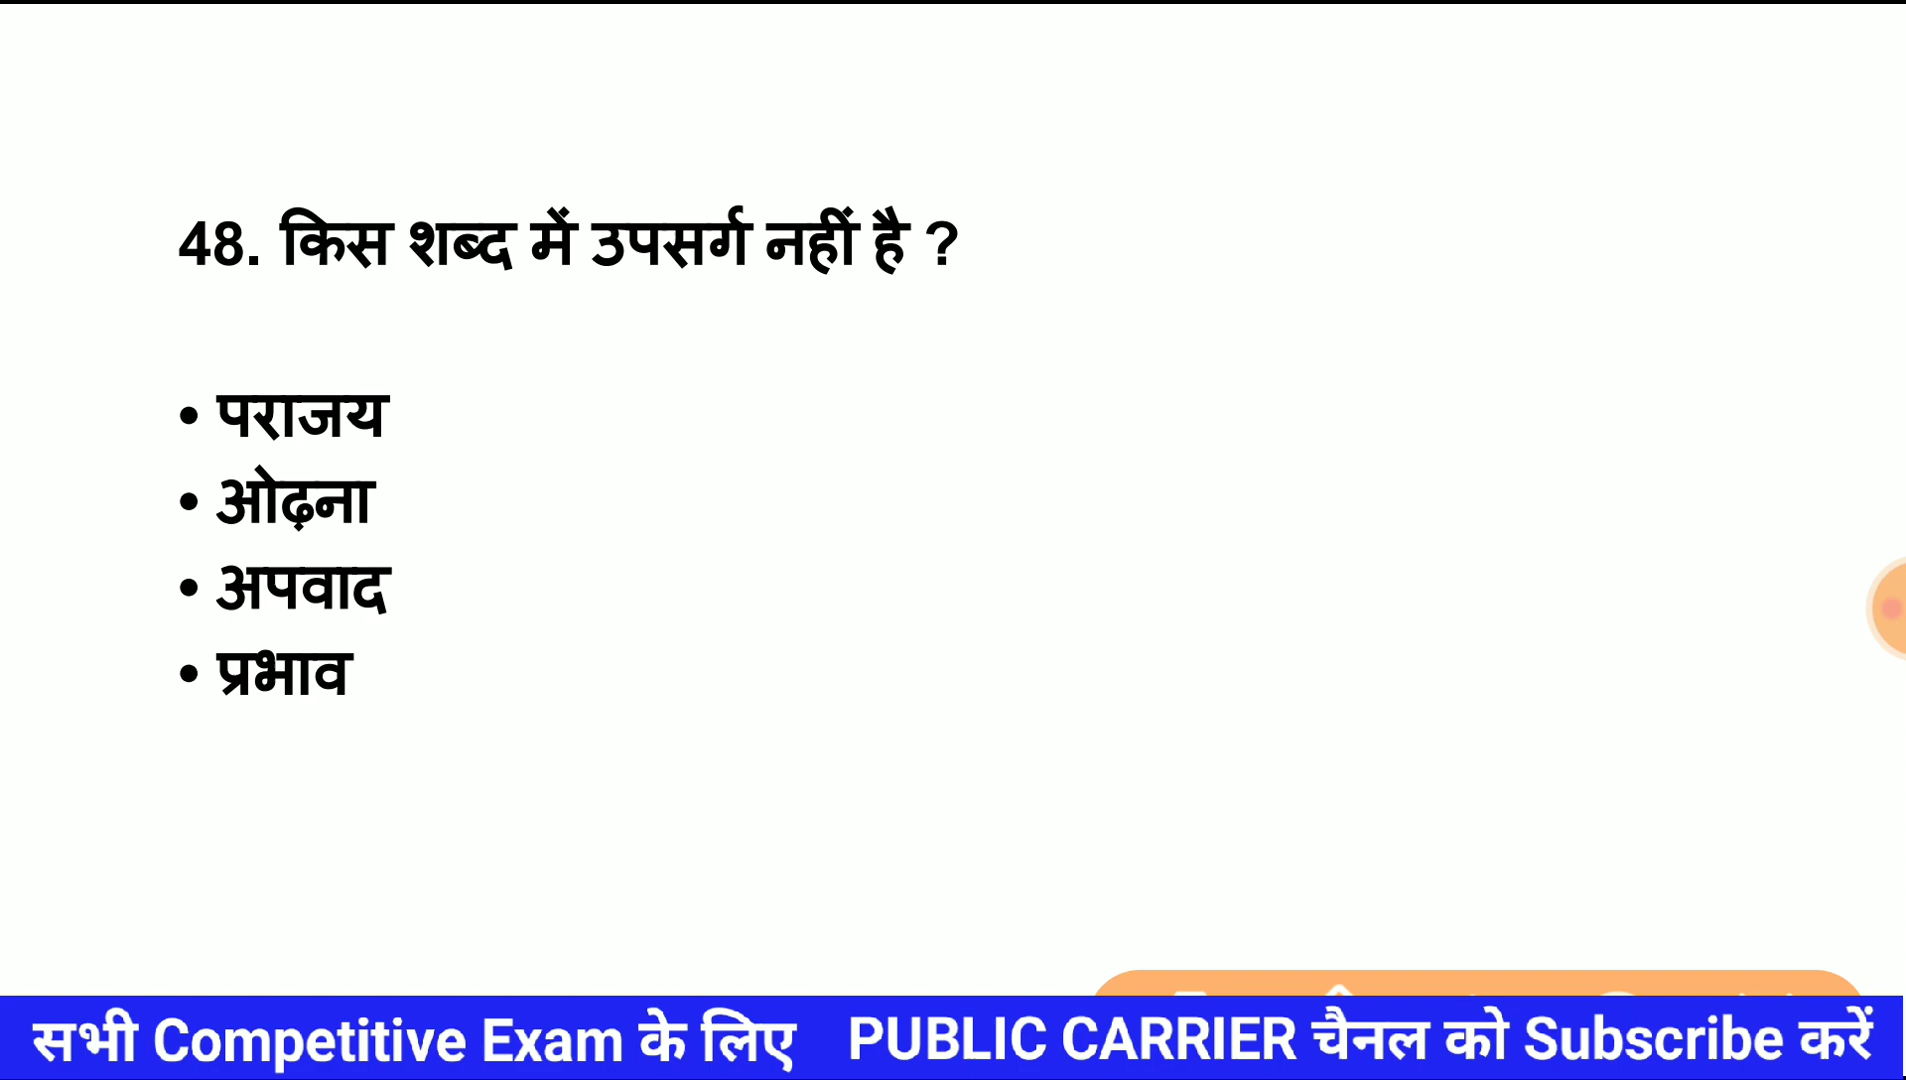 48. किस शब्द में उपसर्ग नहीं है ?
• पराजय
• ओढ़ना
• अपवाद
• प्रभाव
सभी Competitive Exam के लिए PUBLIC CARRIER चैनल को Subscribe करें